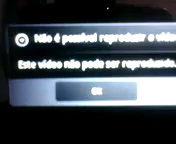 Não é possível reproduzir o vídeo
Este vídeo não pode ser reproduzido.
OK